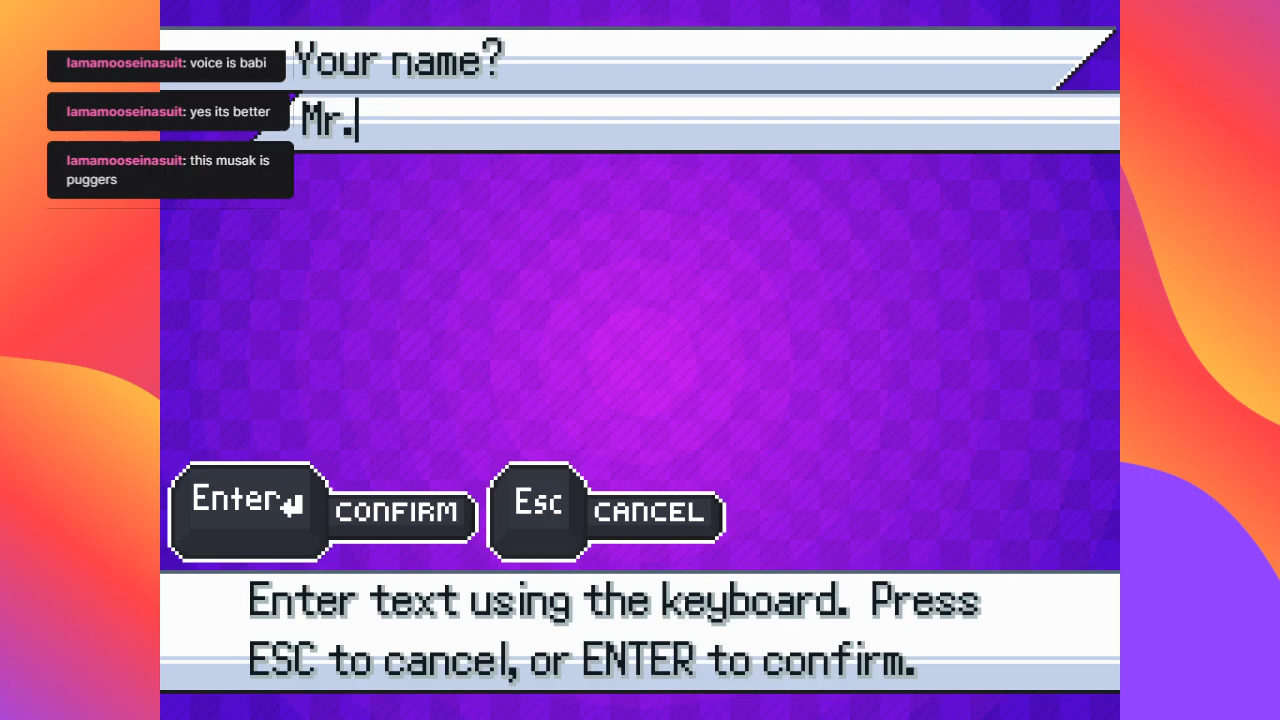 Your name?
Mr.
Iamamooseinasuit: voice is babi
Iamamooseinasuit: yes its better
Iamamooseinasuit: this musak is
puggers
Enter
CONFIRM
Esc
CANCEL
Enter text using the keyboard. Press
ESC to cancel, or ENTER to confirm.